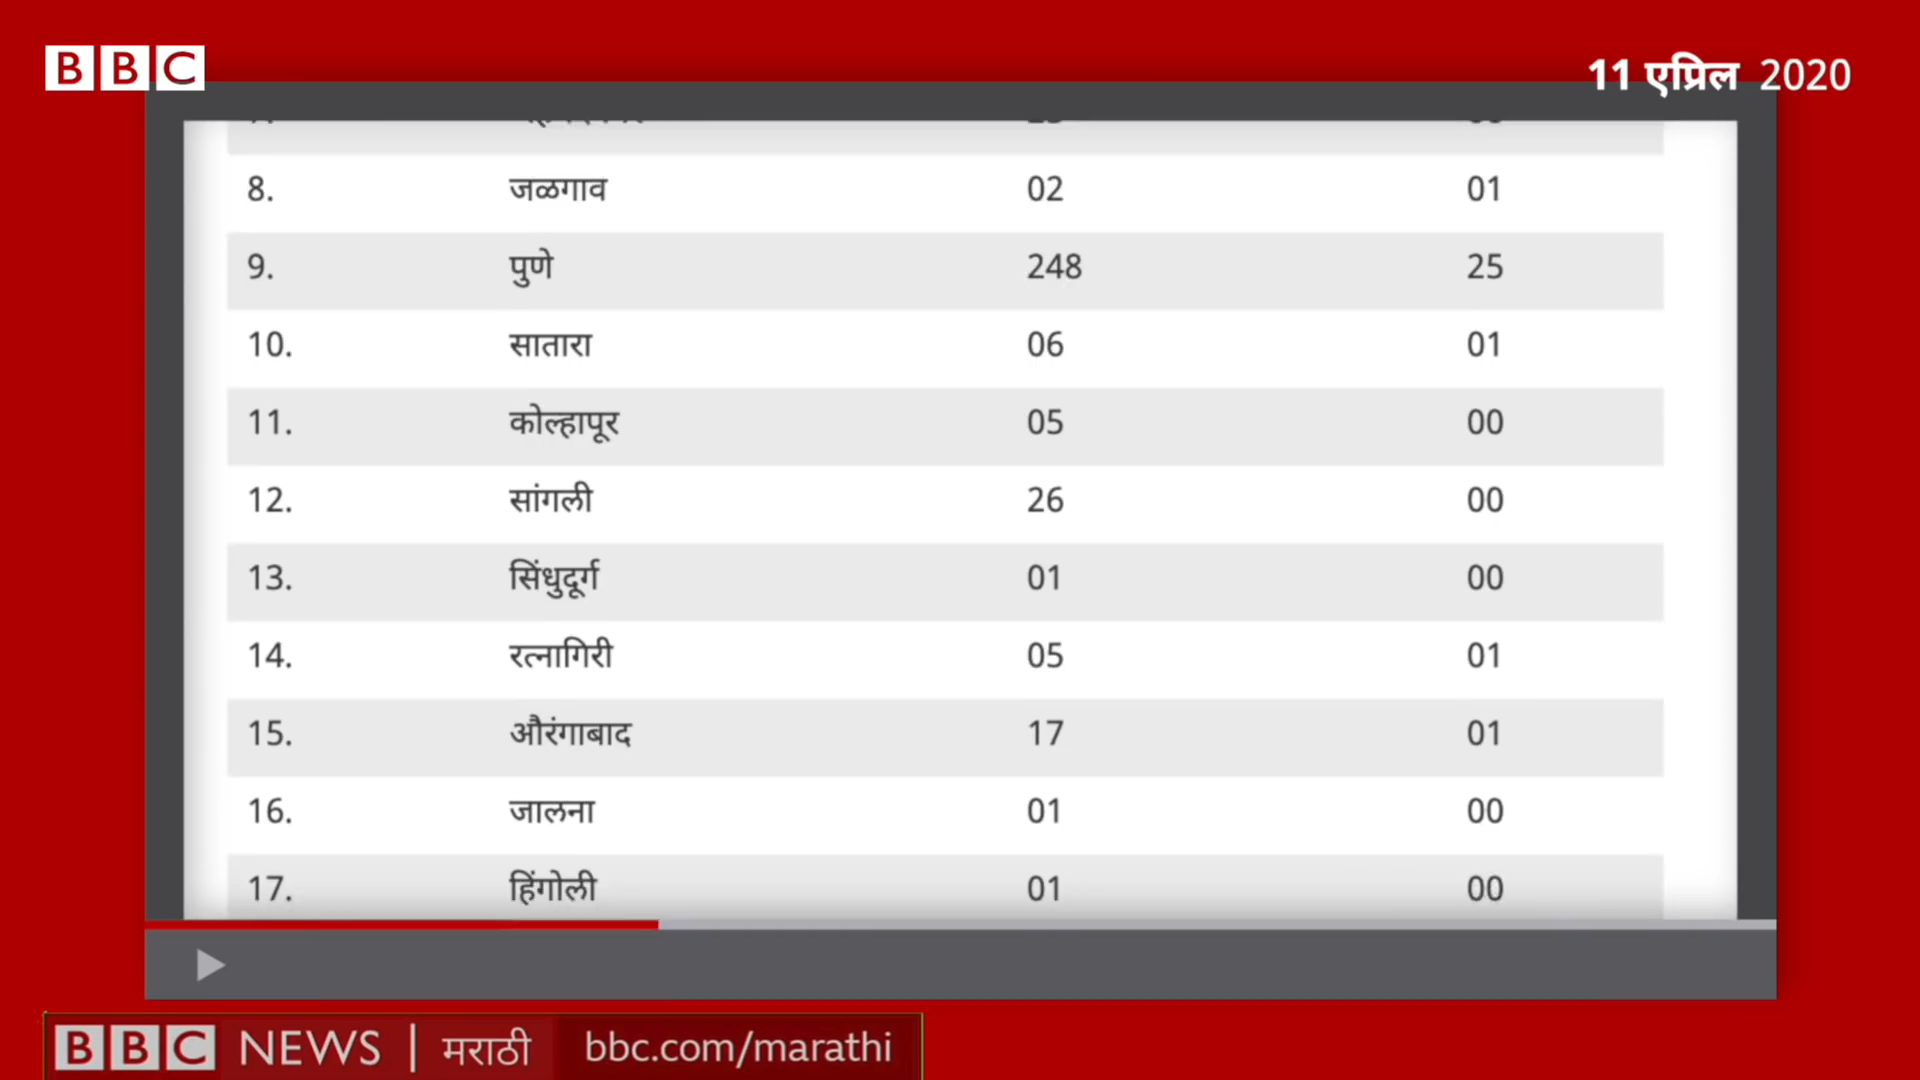 BBC
11 एप्रिल 2020
8. जळगाव 02 01
9. पुणे 248 25
10. सातारा 06 01
11. कोल्हापूर 05 00
12. सांगली 26 00
13. सिंधुदूर्ग 01 00
14. रत्नागिरी 05 01
15. औरंगाबाद 17 01
16. जालना 01 00
17. हिंगोली 01 00
BBC NEWS | मराठी bbc.com/marathi